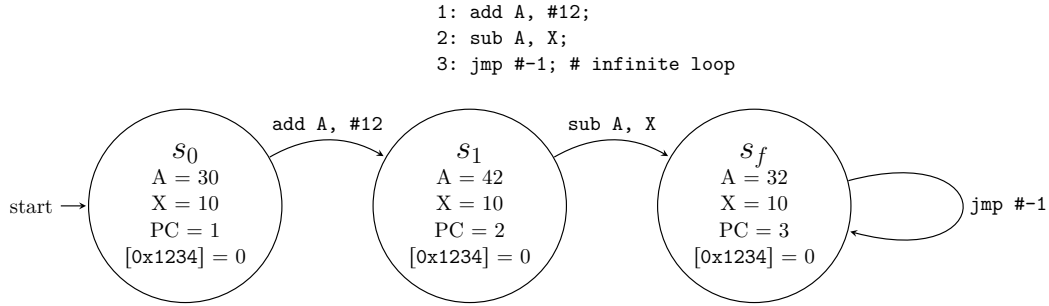 1: add A, #12;
2: sub A, X;
3: jmp #-1; # infinite loop
start
s0
A = 30
X = 10
PC = 1
[0x1234] = 0
add A, #12
s1
A = 42
X = 10
PC = 2
[0x1234] = 0
sub A, X
sf
A = 32
X = 10
PC = 3
[0x1234] = 0
jmp #-1